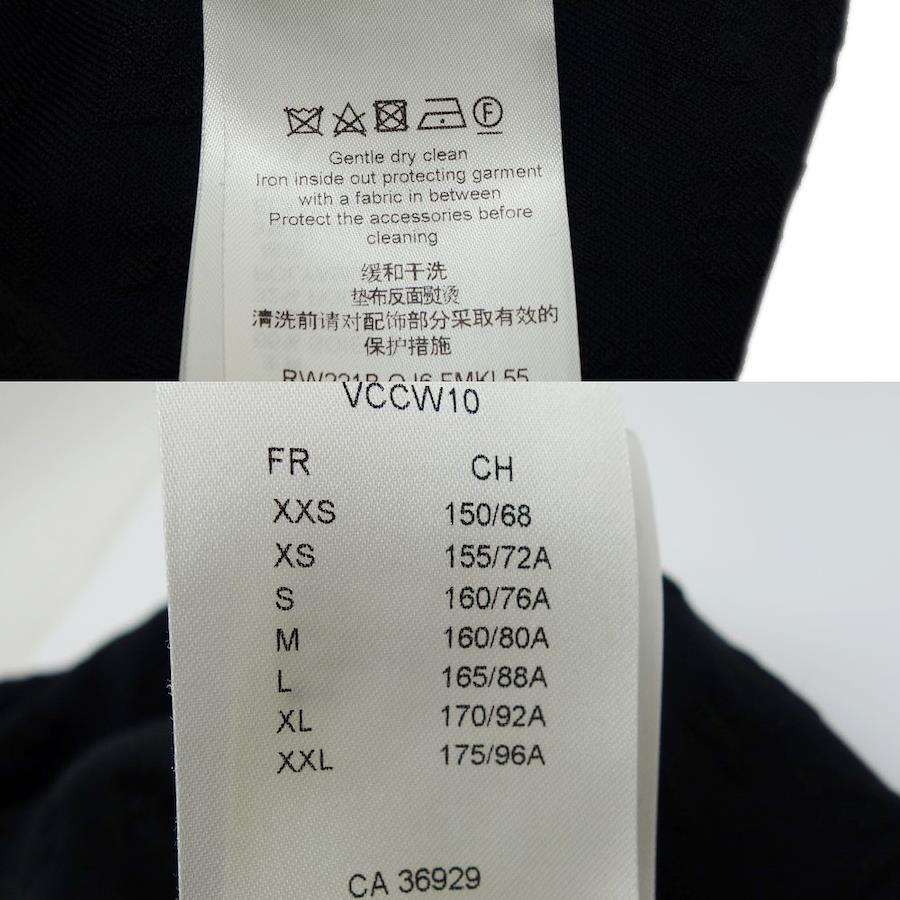 F
Gentle dry clean
Iron inside out protecting garment
with a fabric in between
Protect the accessories before
cleaning
缓和干洗
垫布反面熨烫
清洗前请对配饰部分采取有效的
保护措施
VCCW10
FR CH
XXS 150/68
XS 155/72A
S 160/76A
M 160/80A
L 165/88A
XL 170/92A
XXL 175/96A
CA 36929